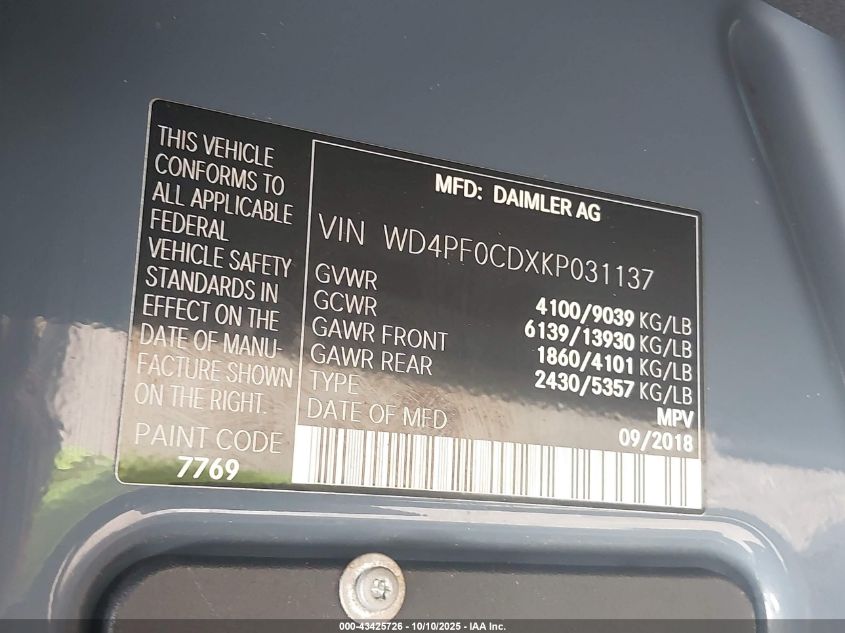 THIS VEHICLE
CONFORMS TO
ALL APPLICABLE
FEDERAL
VEHICLE SAFETY
STANDARDS IN
EFFECT ON THE
DATE OF MANU-
FACTURE SHOWN
ON THE RIGHT.
PAINT CODE
7769
MFD: DAIMLER AG
VIN WD4PF0CDXKP031137
GVWR 4100/9039 KG/LB
GCWR 6139/13930 KG/LB
GAWR FRONT 1860/4101 KG/LB
GAWR REAR 2430/5357 KG/LB
TYPE MPV
DATE OF MFD 09/2018
000-43425726 - 10/10/2025 - IAA Inc.